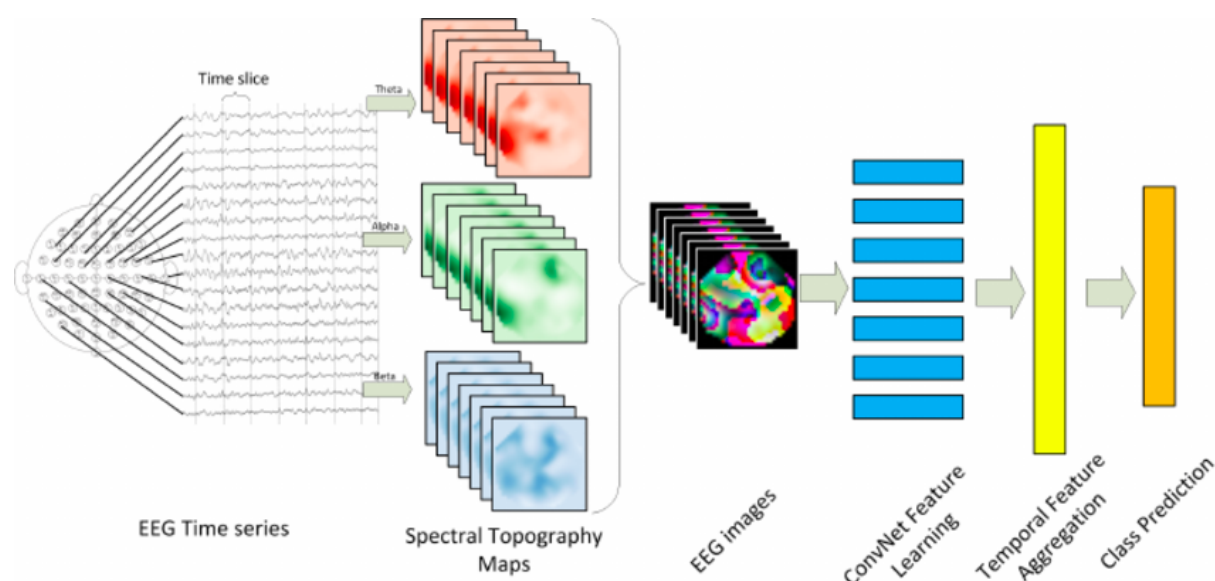 Time slice
Theta
Alpha
Beta
EEG Time series
Spectral Topography
Maps
EEG images
ConvNet Feature
Learning
Temporal Feature
Aggregation
Class Prediction